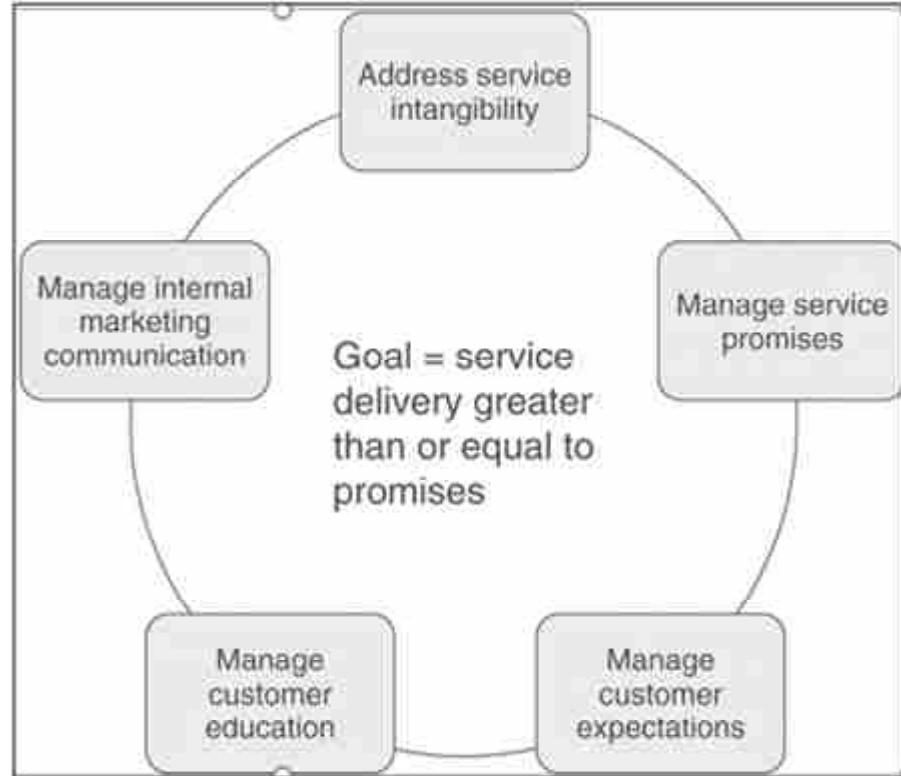 Address service
intangibility
Manage service
promises
Manage
customer
expectations
Manage
customer
education
Manage internal
marketing
communication
Goal = service
delivery greater
than or equal to
promises